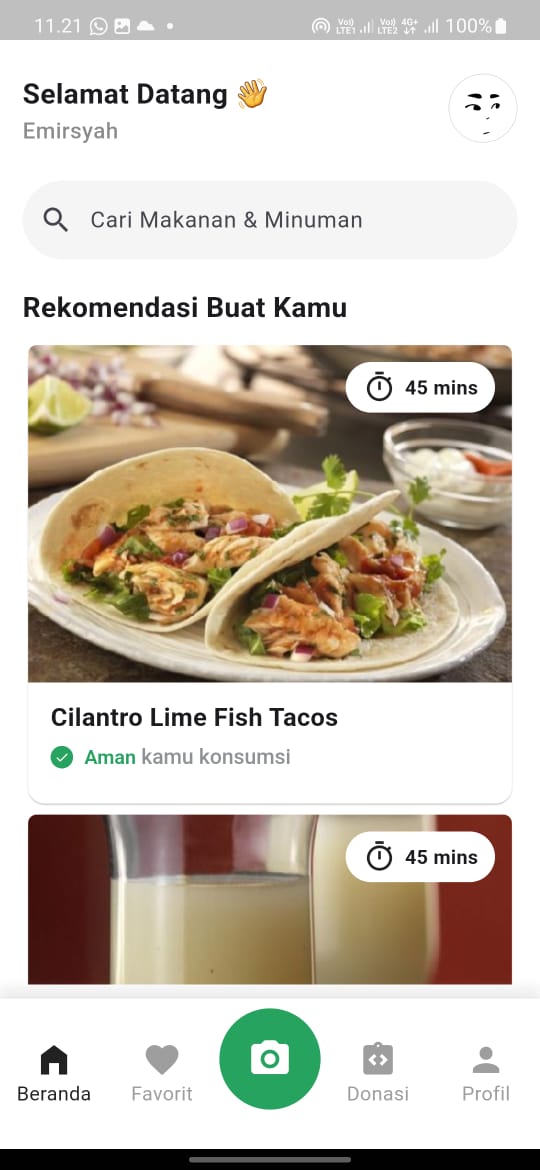 11.21
Vo)) LTE1 Vo)) LTE2 4G+ 100%
Selamat Datang 👋
Emirsyah
Cari Makanan & Minuman
Rekomendasi Buat Kamu
45 mins
Cilantro Lime Fish Tacos
Aman kamu konsumsi
45 mins
Beranda
Favorit
Donasi
Profil